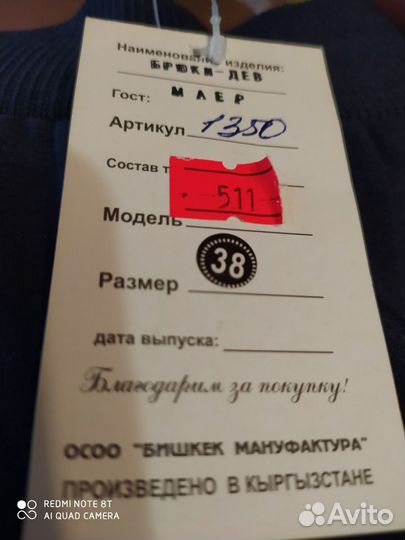 Наименование изделия:
БРЮКИ-ДЕВ
Гост: МЛЕР
Артикул 1350
Состав т
511
Модель
38
Размер
дата выпуска:
Благодарим за покупку!
ОСОО "БИШКЕК МАНУФАКТУРА"
ПРОИЗВЕДЕНО В КЫРГЫЗСТАНЕ
REDMI NOTE 8T
AI QUAD CAMERA
Avito